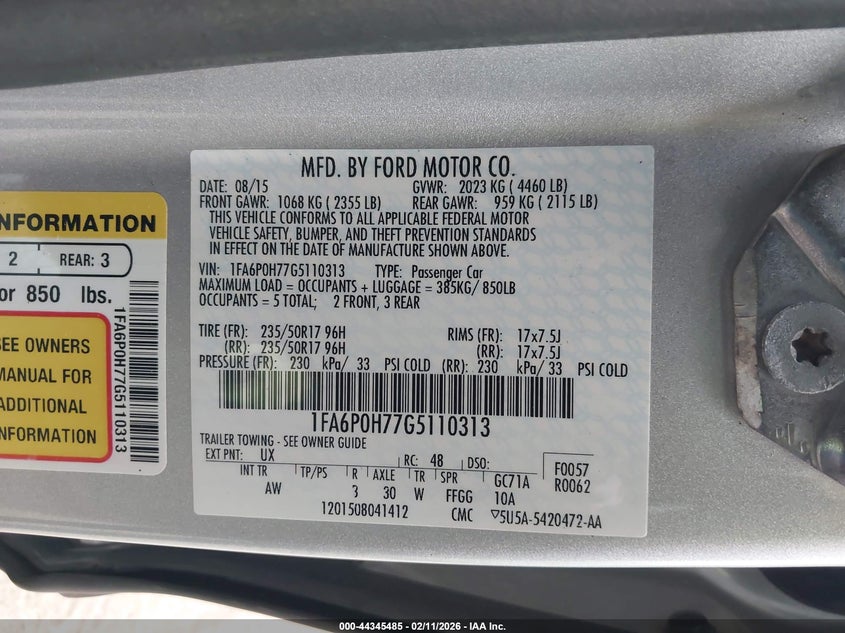 NFORMATION
2 REAR: 3
or 850 lbs.
SEE OWNERS
MANUAL FOR
ADDITIONAL
INFORMATION
1FA6P0H77G5110313
MFD. BY FORD MOTOR CO.
DATE: 08/15 GVWR: 2023 KG ( 4460 LB)
FRONT GAWR: 1068 KG ( 2355 LB) REAR GAWR: 959 KG ( 2115 LB)
THIS VEHICLE CONFORMS TO ALL APPLICABLE FEDERAL MOTOR
VEHICLE SAFETY, BUMPER, AND THEFT PREVENTION STANDARDS
IN EFFECT ON THE DATE OF MANUFACTURE SHOWN ABOVE.
VIN: 1FA6P0H77G5110313 TYPE: Passenger Car
MAXIMUM LOAD = OCCUPANTS + LUGGAGE = 385KG/ 850LB
OCCUPANTS = 5 TOTAL; 2 FRONT, 3 REAR
TIRE (FR): 235/50R17 96H RIMS (FR): 17x7.5J
(RR): 235/50R17 96H (RR): 17x7.5J
PRESSURE (FR): 230 kPa/ 33 PSI COLD (RR): 230 kPa/ 33 PSI COLD
1FA6P0H77G5110313
TRAILER TOWING - SEE OWNER GUIDE
EXT PNT: UX RC: 48 DSO: F0057
R0062
INT TR TP/PS R AXLE TR SPR GC71A
AW 3 30 W FFGG 10A
1201508041412 CMC ▽5U5A-5420472-AA
000-44345485 - 02/11/2026 - IAA Inc.